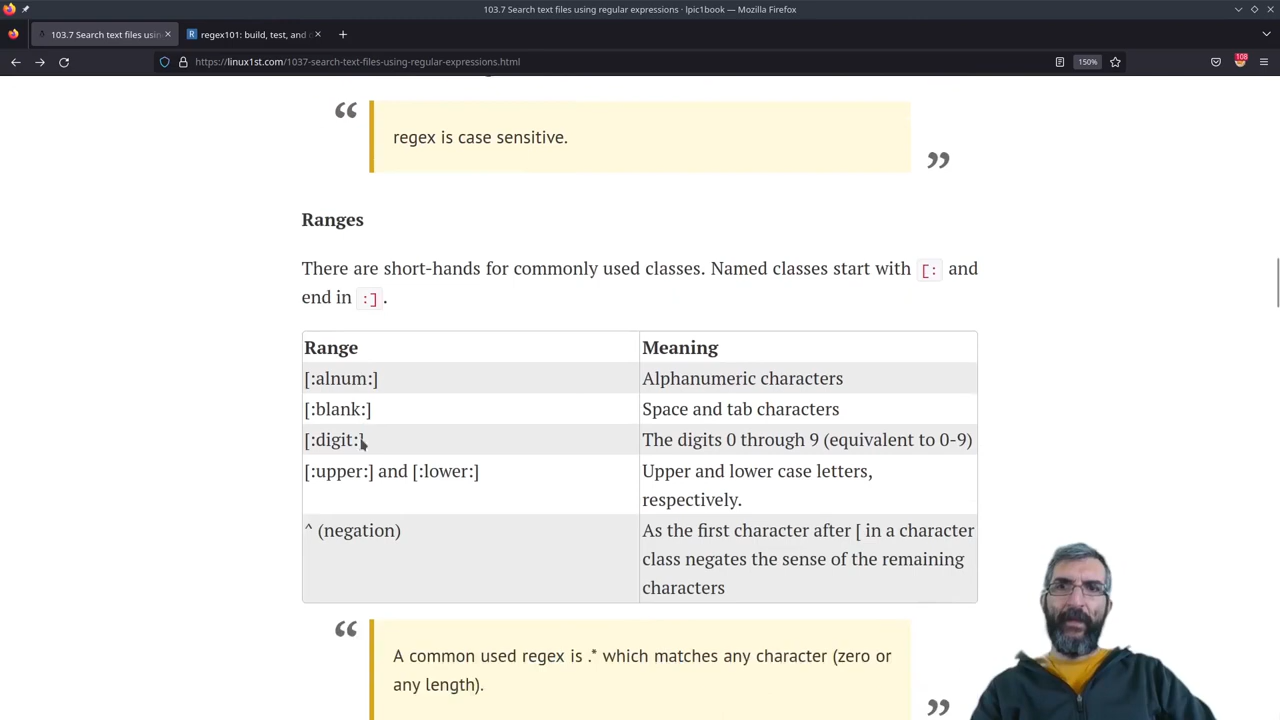 103.7 Search text files using regular expressions · lpic1book — Mozilla Firefox
103.7 Search text files usin
regex101: build, test, and
https://linux1st.com/1037-search-text-files-using-regular-expressions.html
150%
108
“
regex is case sensitive.
”
Ranges
There are short-hands for commonly used classes. Named classes start with [: and
end in :].
Range Meaning
[:alnum:] Alphanumeric characters
[:blank:] Space and tab characters
[:digit:] The digits 0 through 9 (equivalent to 0-9)
[:upper:] and [:lower:] Upper and lower case letters,
respectively.
^ (negation) As the first character after [ in a character
class negates the sense of the remaining
characters
“
A common used regex is .* which matches any character (zero or
any length).
”